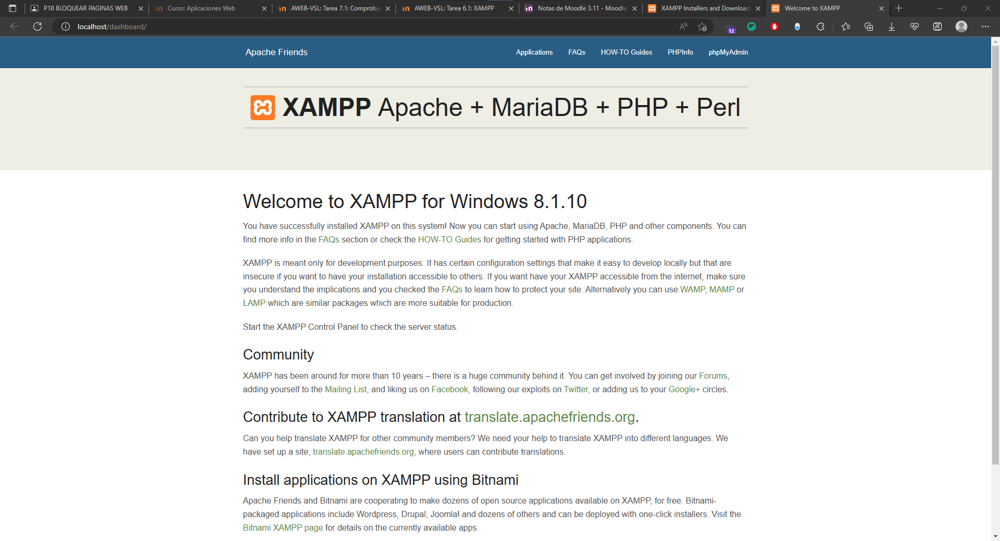 P18 BLOQUEAR PAGINAS WEB
Curso: Aplicaciones Web
AWEB-VSL: Tarea 7.1: Comproba
AWEB-VSL: Tarea 6.1: XAMPP
Notas de Moodle 3.11 - Moodle
XAMPP Installers and Download
Welcome to XAMPP
localhost/dashboard/
12
Apache Friends
Applications
FAQs
HOW-TO Guides
PHPInfo
phpMyAdmin
XAMPP Apache + MariaDB + PHP + Perl
Welcome to XAMPP for Windows 8.1.10
You have successfully installed XAMPP on this system! Now you can start using Apache, MariaDB, PHP and other components. You can
find more info in the FAQs section or check the HOW-TO Guides for getting started with PHP applications.
XAMPP is meant only for development purposes. It has certain configuration settings that make it easy to develop locally but that are
insecure if you want to have your installation accessible to others. If you want have your XAMPP accessible from the internet, make sure
you understand the implications and you checked the FAQs to learn how to protect your site. Alternatively you can use WAMP, MAMP or
LAMP which are similar packages which are more suitable for production.
Start the XAMPP Control Panel to check the server status.
Community
XAMPP has been around for more than 10 years – there is a huge community behind it. You can get involved by joining our Forums,
adding yourself to the Mailing List, and liking us on Facebook, following our exploits on Twitter, or adding us to your Google+ circles.
Contribute to XAMPP translation at translate.apachefriends.org.
Can you help translate XAMPP for other community members? We need your help to translate XAMPP into different languages. We
have set up a site, translate.apachefriends.org, where users can contribute translations.
Install applications on XAMPP using Bitnami
Apache Friends and Bitnami are cooperating to make dozens of open source applications available on XAMPP, for free. Bitnami-
packaged applications include Wordpress, Drupal, Joomla! and dozens of others and can be deployed with one-click installers. Visit the
Bitnami XAMPP page for details on the currently available apps.